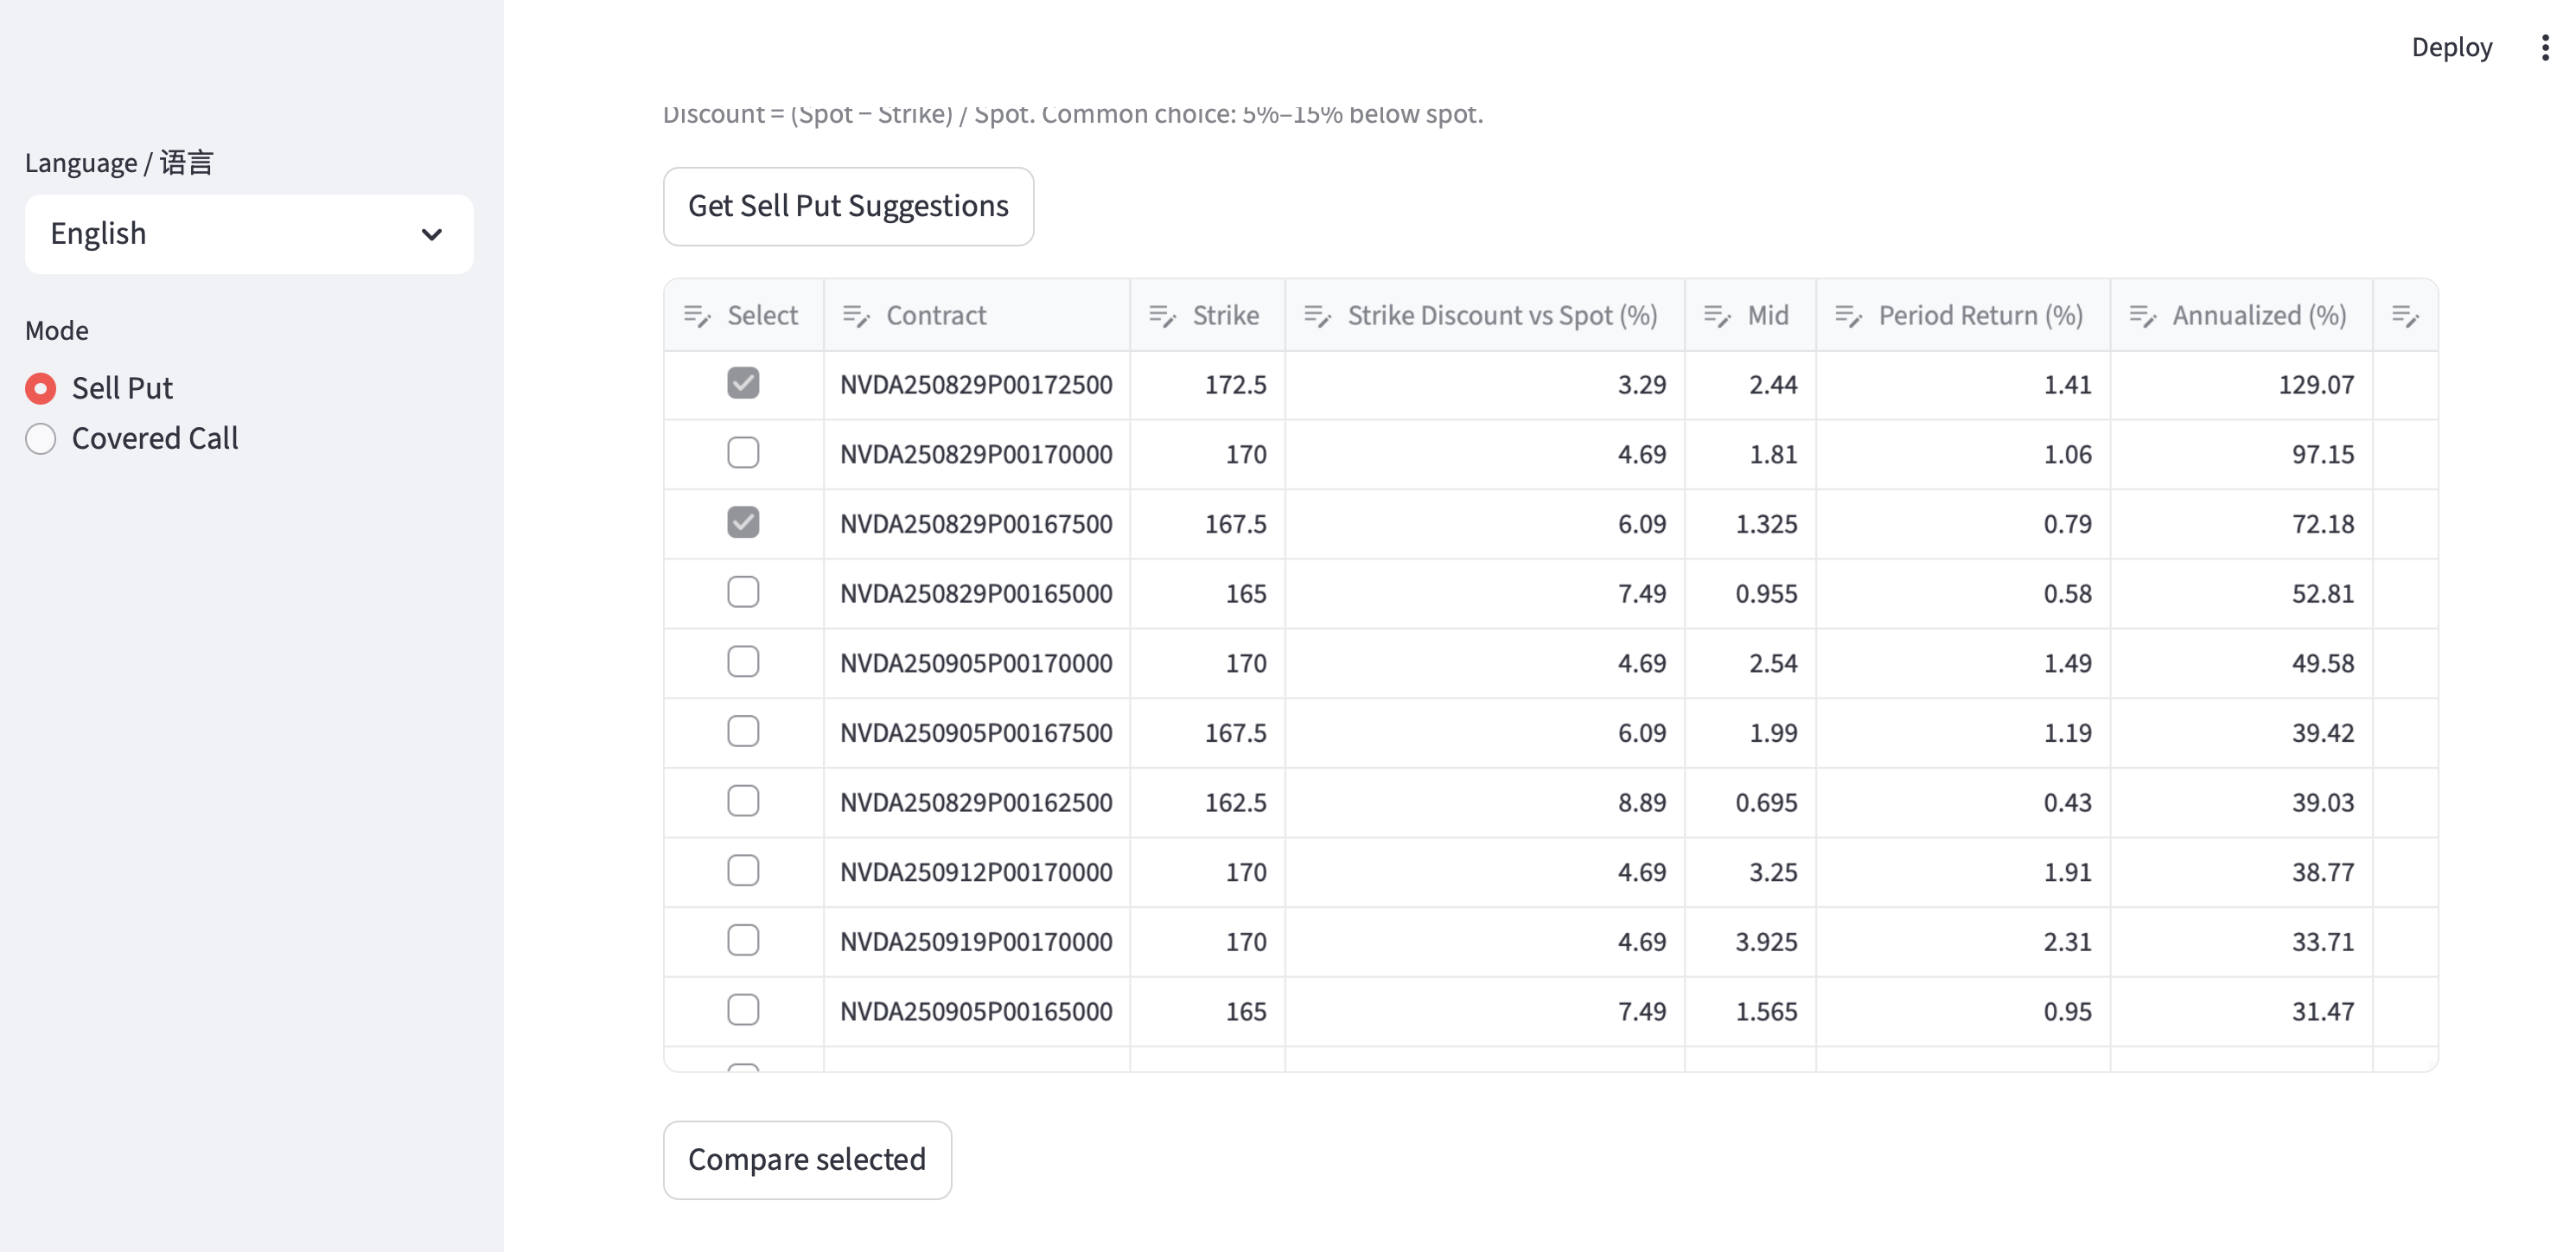 Deploy
Language / 语言
English
Mode
Sell Put
Covered Call
Discount = (Spot − Strike) / Spot. Common choice: 5%–15% below spot.
Get Sell Put Suggestions
Select Contract Strike Strike Discount vs Spot (%) Mid Period Return (%) Annualized (%)
NVDA250829P00172500 172.5 3.29 2.44 1.41 129.07
NVDA250829P00170000 170 4.69 1.81 1.06 97.15
NVDA250829P00167500 167.5 6.09 1.325 0.79 72.18
NVDA250829P00165000 165 7.49 0.955 0.58 52.81
NVDA250905P00170000 170 4.69 2.54 1.49 49.58
NVDA250905P00167500 167.5 6.09 1.99 1.19 39.42
NVDA250829P00162500 162.5 8.89 0.695 0.43 39.03
NVDA250912P00170000 170 4.69 3.25 1.91 38.77
NVDA250919P00170000 170 4.69 3.925 2.31 33.71
NVDA250905P00165000 165 7.49 1.565 0.95 31.47
Compare selected